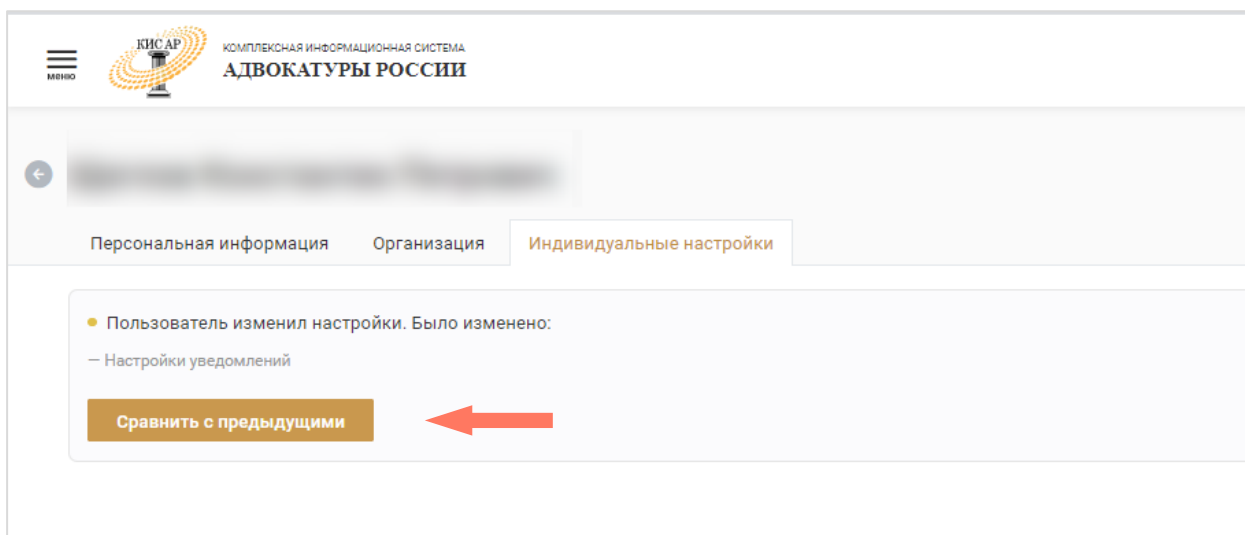 КИС АР
КОМПЛЕКСНАЯ ИНФОРМАЦИОННАЯ СИСТЕМА
АДВОКАТУРЫ РОССИИ
меню
Персональная информация Организация Индивидуальные настройки
Пользователь изменил настройки. Было изменено:
— Настройки уведомлений
Сравнить с предыдущими